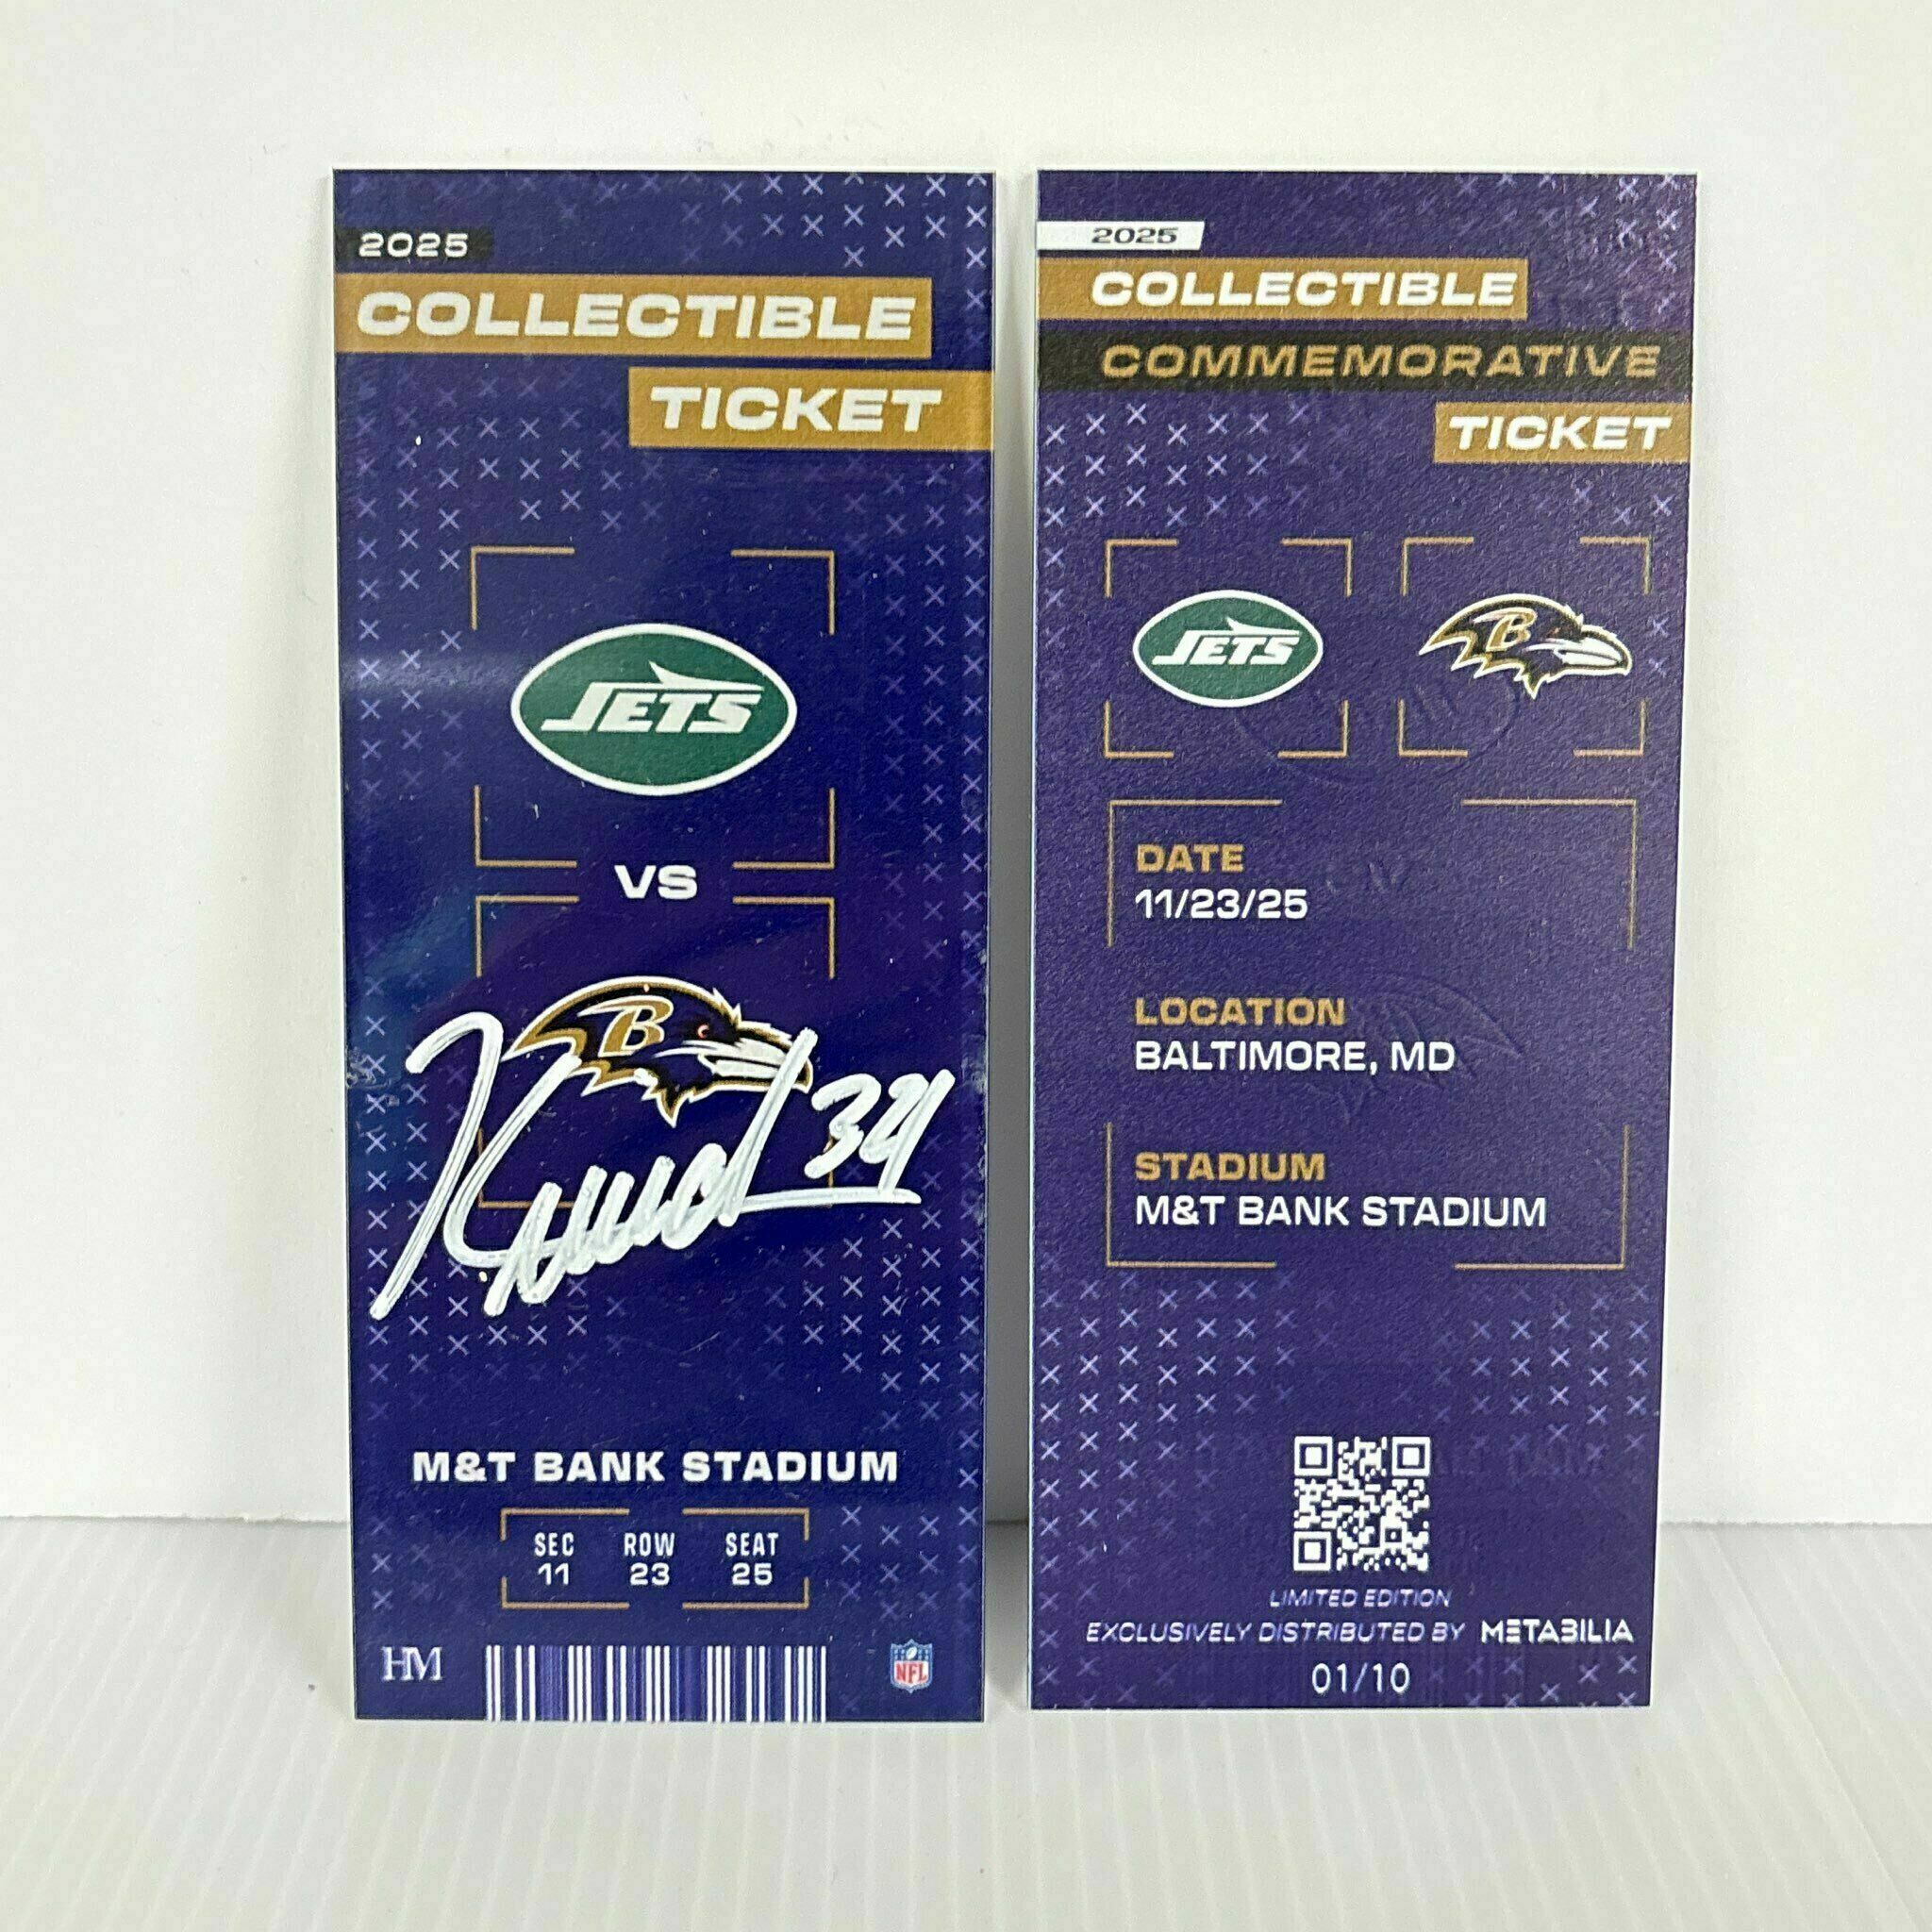 2025
COLLECTIBLE
TICKET
JETS
VS
B
34
M&T BANK STADIUM
SEC ROW SEAT
11 23 25
HM
NFL
2025
COLLECTIBLE
COMMEMORATIVE
TICKET
JETS B
DATE
11/23/25
LOCATION
BALTIMORE, MD
STADIUM
M&T BANK STADIUM
LIMITED EDITION
EXCLUSIVELY DISTRIBUTED BY METABILIA
01/10